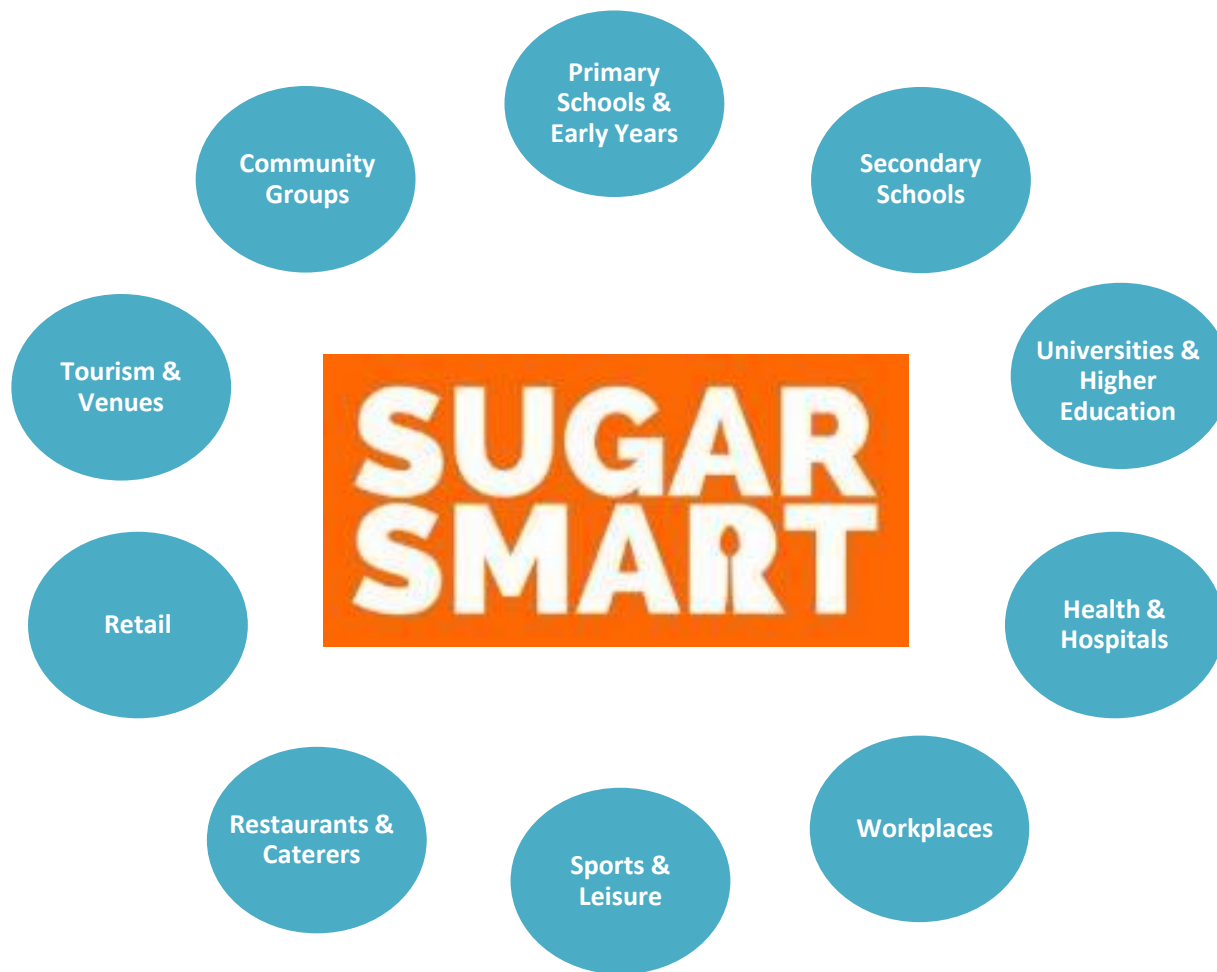 Primary
Schools &
Early Years
Community
Groups
Secondary
Schools
Tourism &
Venues
Universities &
Higher
Education
SUGAR
SMART
Retail
Health &
Hospitals
Restaurants &
Caterers
Workplaces
Sports &
Leisure